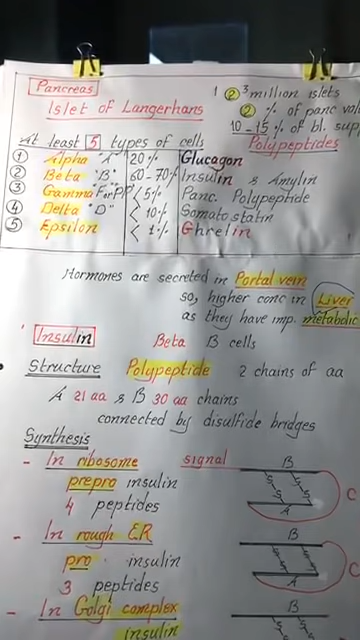 Pancreas
1 2 3 million islets
Islet of Langerhans
2 % of panc
10-15% of bl. sup
At least 5 types of cells
Polypeptides
1 Alpha "A" 20% Glucagon
2 Beta "B" 60-70% Insulin & Amylin
3 Gamma "F or PP" < 5% Panc. Polypeptide
4 Delta "D" < 10% Somatostatin
5 Epsilon < 1% Ghrelin
Hormones are secreted in Portal vein
so, higher conc in Liver
as they have imp. metabolic
Insulin Beta B cells
Structure Polypeptide 2 chains of aa
A 21 aa & B 30 aa chains
connected by disulfide bridges
Synthesis
- In ribosome signal B
prepro insulin
4 peptides A C
- In rough ER B
pro insulin
3 peptides A C
- In Golgi complex B
insulin